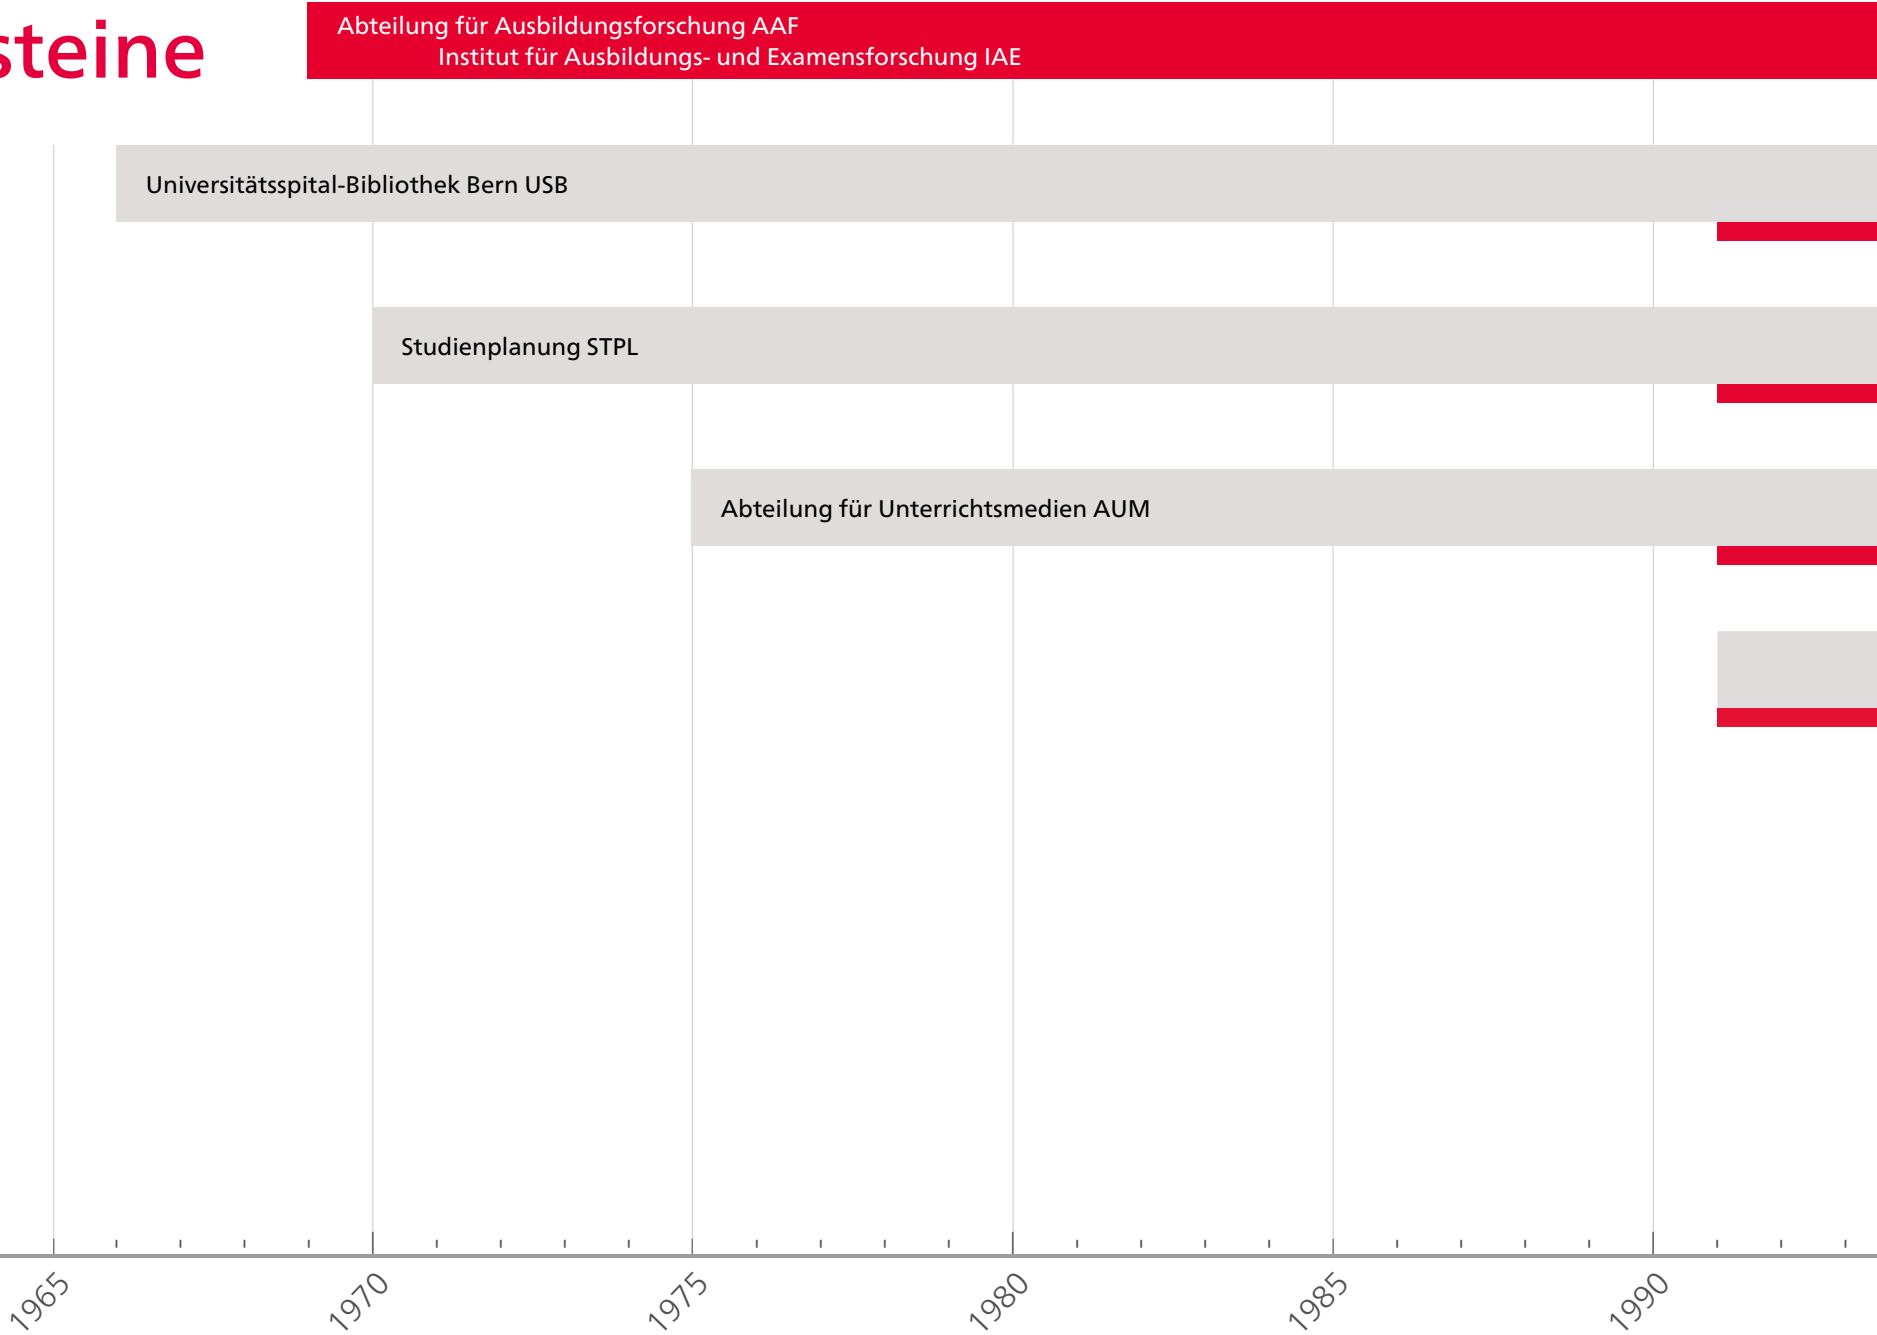 steine
Abteilung für Ausbildungsforschung AAF
Institut für Ausbildungs- und Examensforschung IAE
Universitätsspital-Bibliothek Bern USB
Studienplanung STPL
Abteilung für Unterrichtsmedien AUM
1965
1970
1975
1980
1985
1990